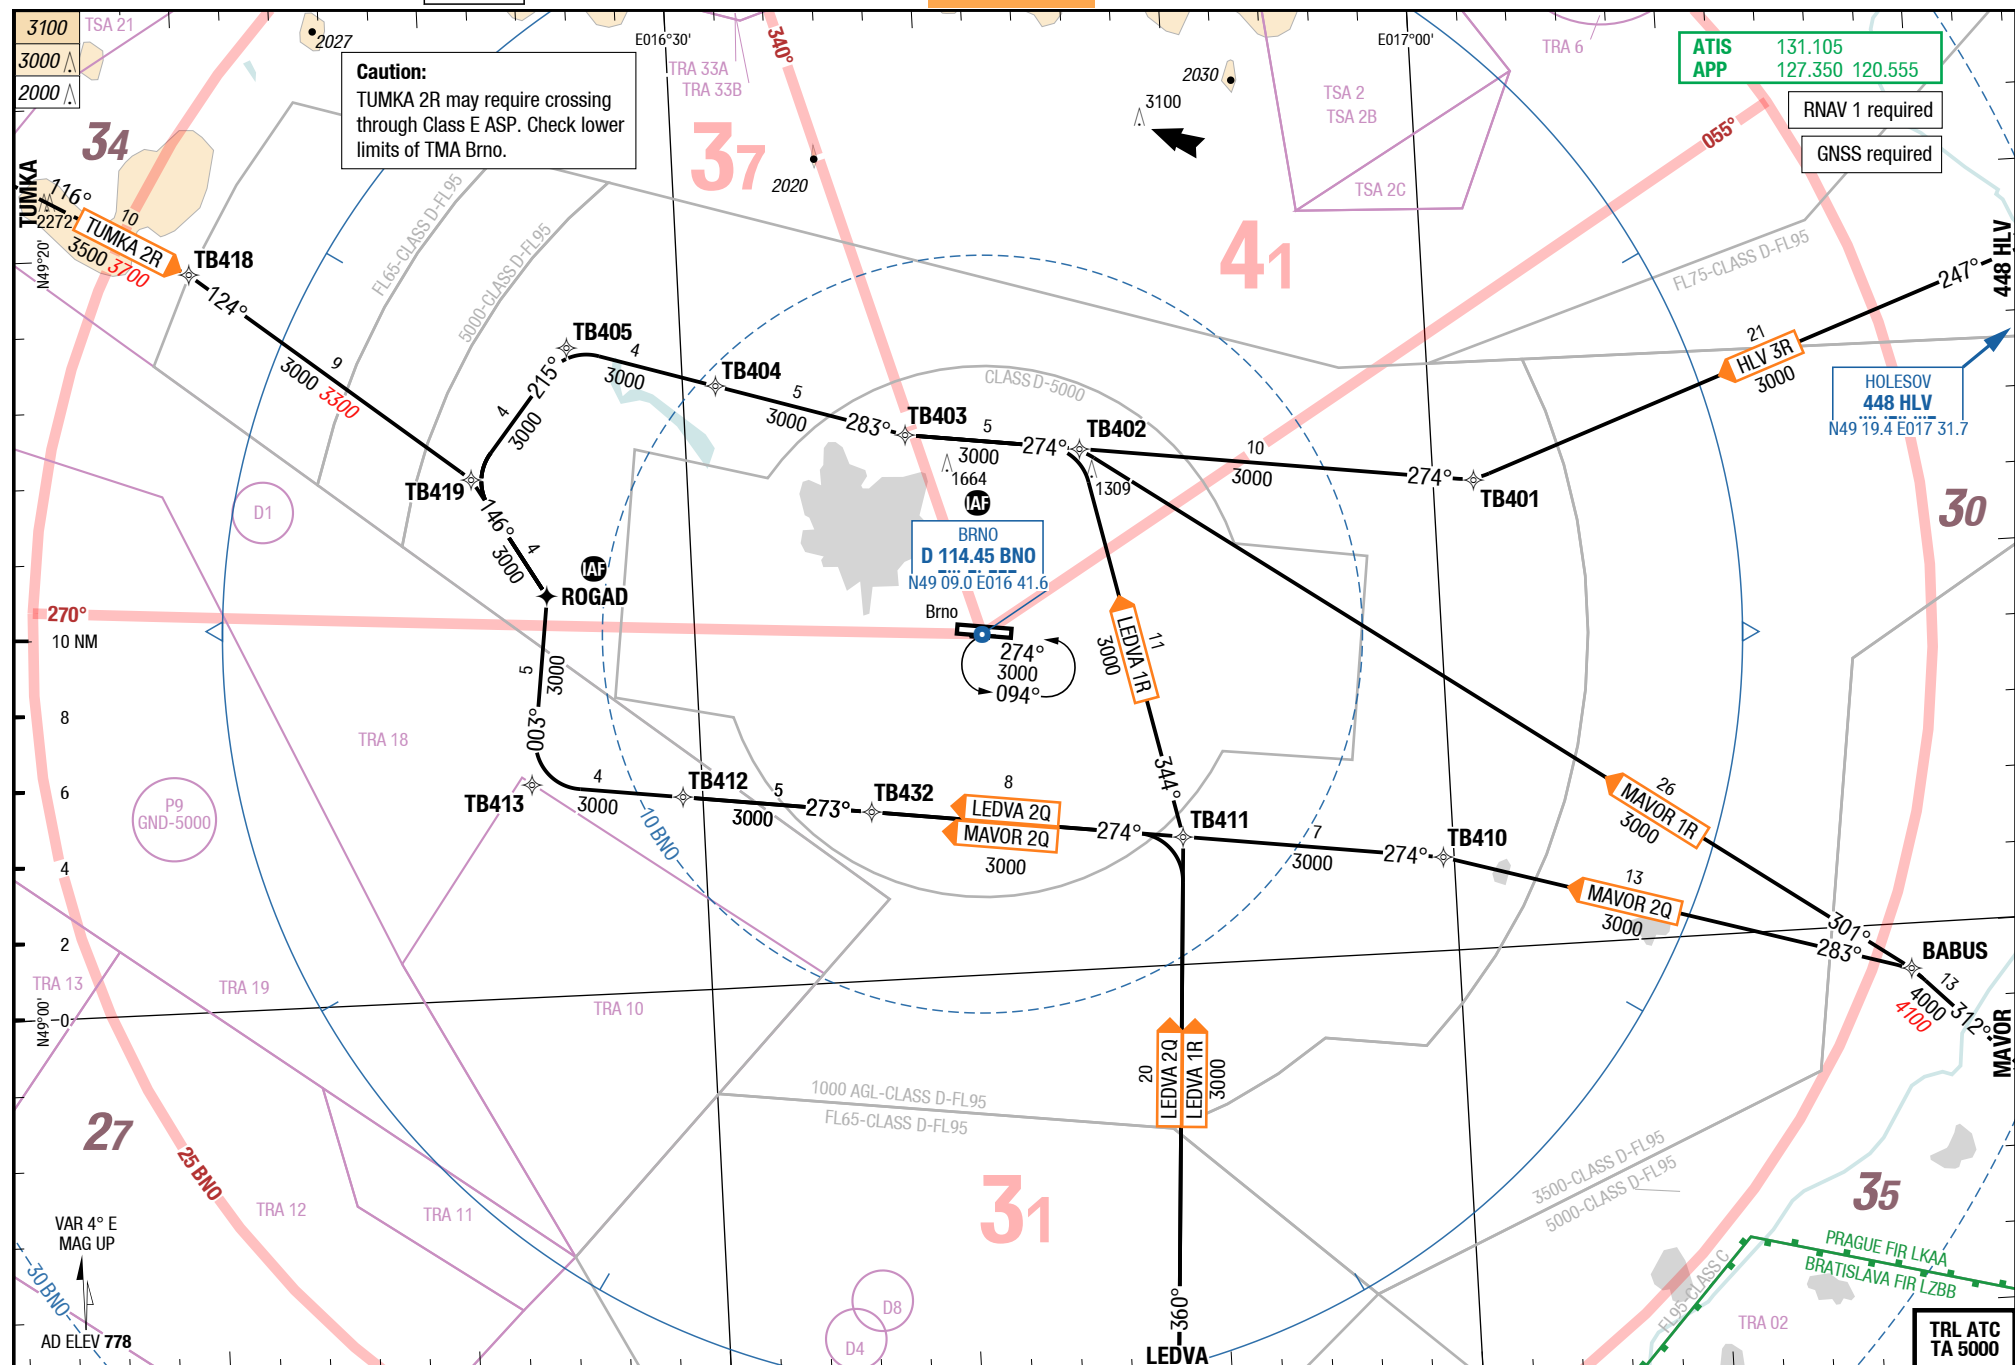 3100
3000
2000
TSA 21
2027
Caution:
TUMKA 2R may require crossing
through Class E ASP. Check lower
limits of TMA Brno.
E016°30'
TRA 33A
TRA 33B
340°
2020
37
3100
2030
TSA 2
TSA 2B
TSA 2C
E017°00'
TRA 6
ATIS 131.105
APP 127.350 120.555
RNAV 1 required
GNSS required
055°
34
TUMKA
116°
2272
10
TUMKA 2R
3500 3700
N49°20'
TB418
124°
9
3000 3300
FL65-CLASS D-FL95
5000-CLASS D-FL95
41
FL75-CLASS D-FL95
448 HLV
247°
21
HLV 3R
3000
HOLESOV
448 HLV
N49 19.4 E017 31.7
TB405
4
3000
215°
4
3000
TB404
5
3000
283°
TB403
CLASS D-5000
5
3000
274°
TB402
1664
1309
10
3000
274°
TB401
30
TB419
146°
4
3000
D1
IAF
ROGAD
IAF
BRNO
D 114.45 BNO
N49 09.0 E016 41.6
Brno
274°
3000
094°
270°
10 NM
8
6
4
2
0
5
3000
003°
TRA 18
P9
GND-5000
TB413
4
3000
TB412
5
3000
273°
TB432
8
LEDVA 2Q
MAVOR 2Q
3000
274°
10 BNO
11
LEDVA 1R
3000
344°
TB411
7
3000
274°
TB410
26
MAVOR 1R
3000
13
MAVOR 2Q
3000
301°
283°
BABUS
13
4000
4100
312°
MAVOR
N49°00'
TRA 13
TRA 19
TRA 10
20
LEDVA 2Q
LEDVA 1R
3000
1000 AGL-CLASS D-FL95
FL65-CLASS D-FL95
27
25 BNO
TRA 12
TRA 11
31
3500-CLASS D-FL95
5000-CLASS D-FL95
35
PRAGUE FIR LKAA
BRATISLAVA FIR LZBB
FL95-CLASS C
TRA 02
VAR 4° E
MAG UP
30 BNO
AD ELEV 778
D8
D4
360°
LEDVA
TRL ATC
TA 5000